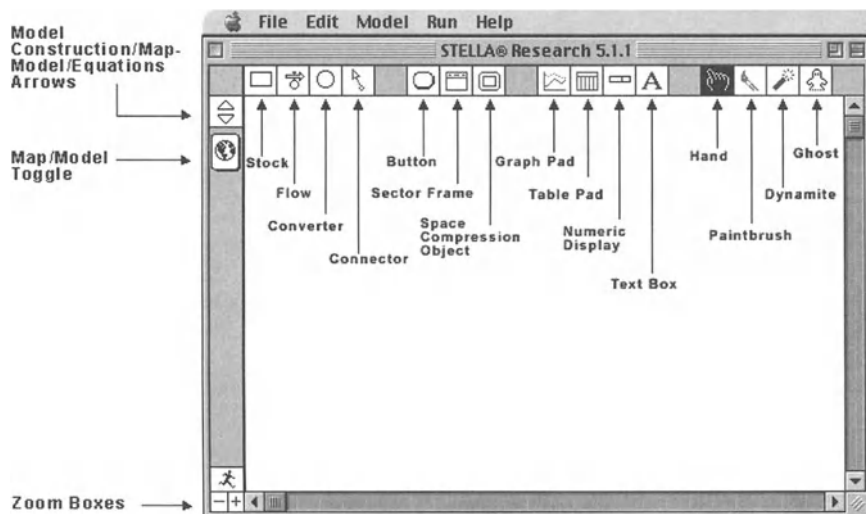 File Edit Model Run Help
STELLA® Research 5.1.1
Model
Construction/Map-
Model/Equations
Arrows
Map/Model
Toggle
A
Stock
Flow
Converter
Connector
Button
Sector Frame
Space
Compression
Object
Graph Pad
Table Pad
Numeric
Display
Text Box
Hand
Paintbrush
Dynamite
Ghost
Zoom Boxes
− +